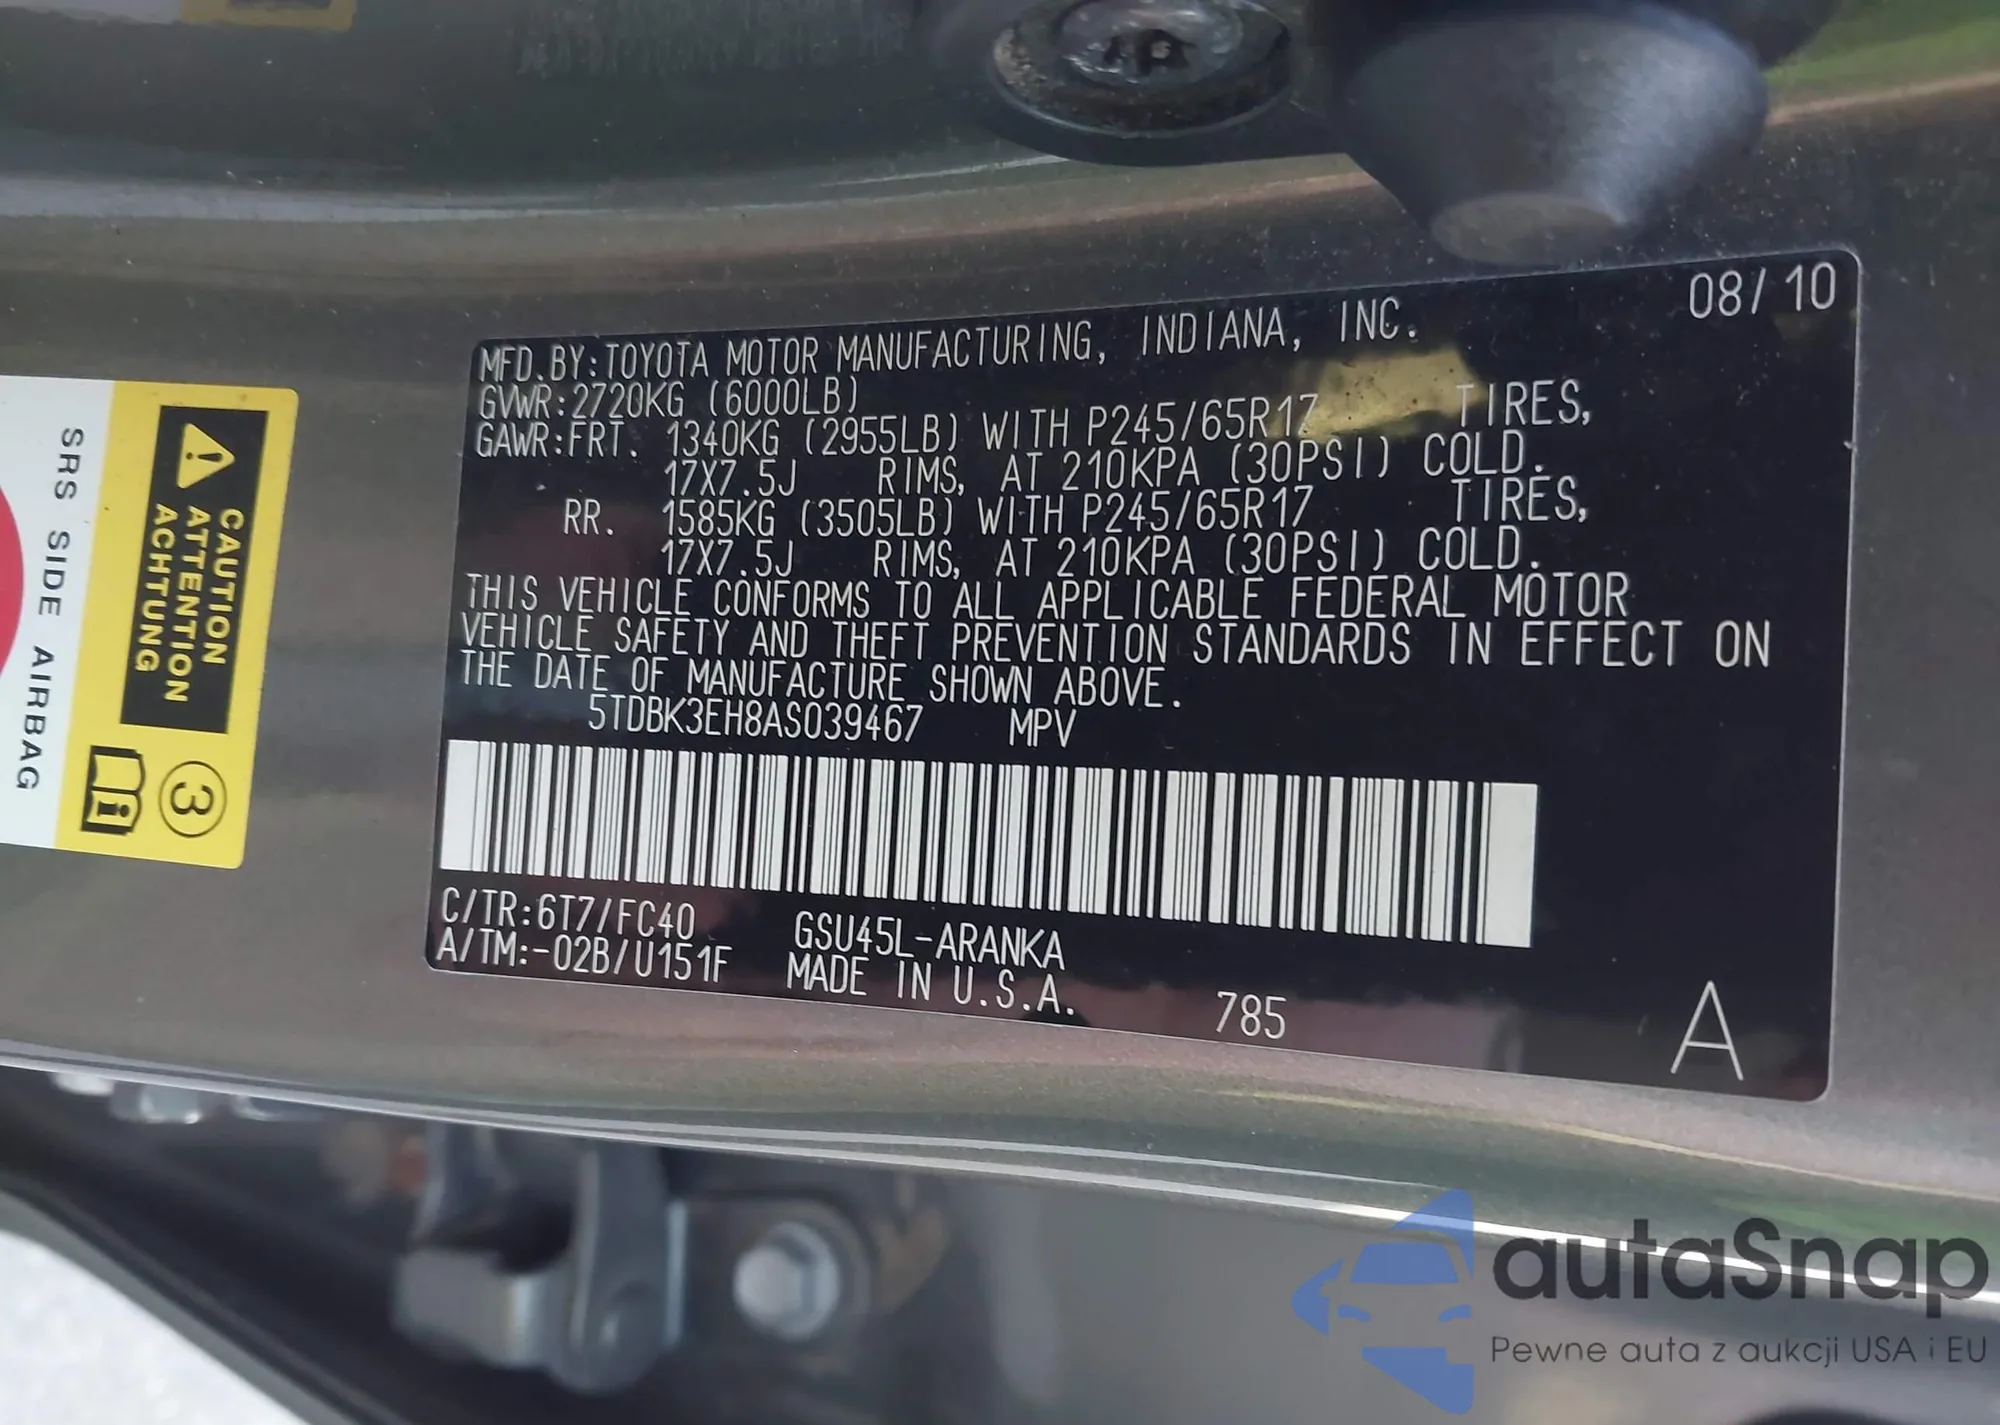 08/10
MFD.BY:TOYOTA MOTOR MANUFACTURING, INDIANA, INC.
GVWR:2720KG (6000LB)
GAWR:FRT. 1340KG (2955LB) WITH P245/65R17 TIRES,
17X7.5J RIMS, AT 210KPA (30PSI) COLD.
RR. 1585KG (3505LB) WITH P245/65R17 TIRES,
17X7.5J RIMS, AT 210KPA (30PSI) COLD.
THIS VEHICLE CONFORMS TO ALL APPLICABLE FEDERAL MOTOR
VEHICLE SAFETY AND THEFT PREVENTION STANDARDS IN EFFECT ON
THE DATE OF MANUFACTURE SHOWN ABOVE.
5TDBK3EH8AS039467 MPV
C/TR:6T7/FC40 GSU45L-ARANKA
A/TM:-02B/U151F MADE IN U.S.A. 785
A
CAUTION
ATTENTION
ACHTUNG
3
i
SRS SIDE AIRBAG
autaSnap
Pewne auta z aukcji USA i EU